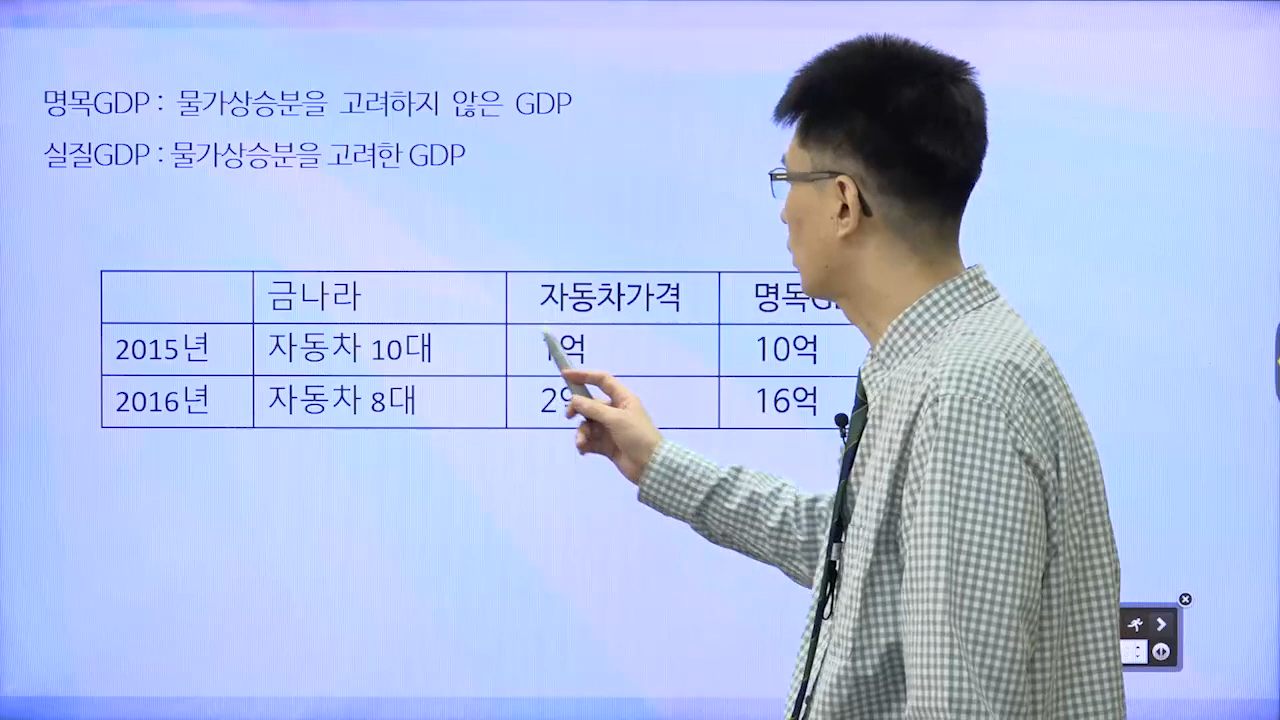 명목GDP : 물가상승분을 고려하지 않은 GDP
실질GDP : 물가상승분을 고려한 GDP
금나라 자동차가격
2015년 자동차 10대 1억 10억
2016년 자동차 8대 16억